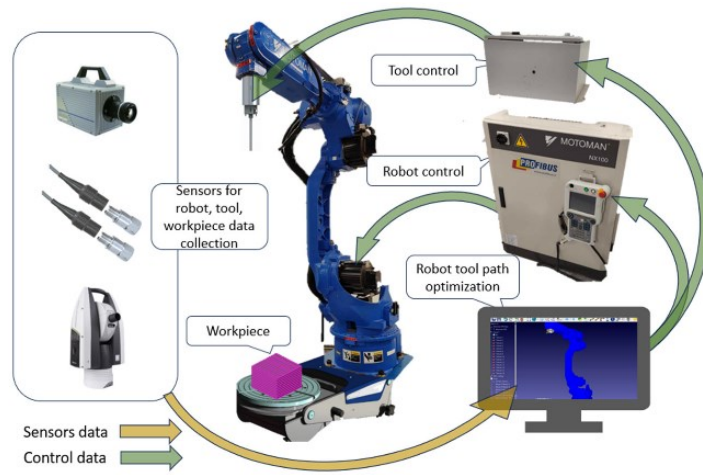 Tool control
MOTOMAN
NX100
PROFIBUS
Robot control
Sensors for
robot, tool,
workpiece data
collection
Robot tool path
optimization
Workpiece
Sensors data
Control data